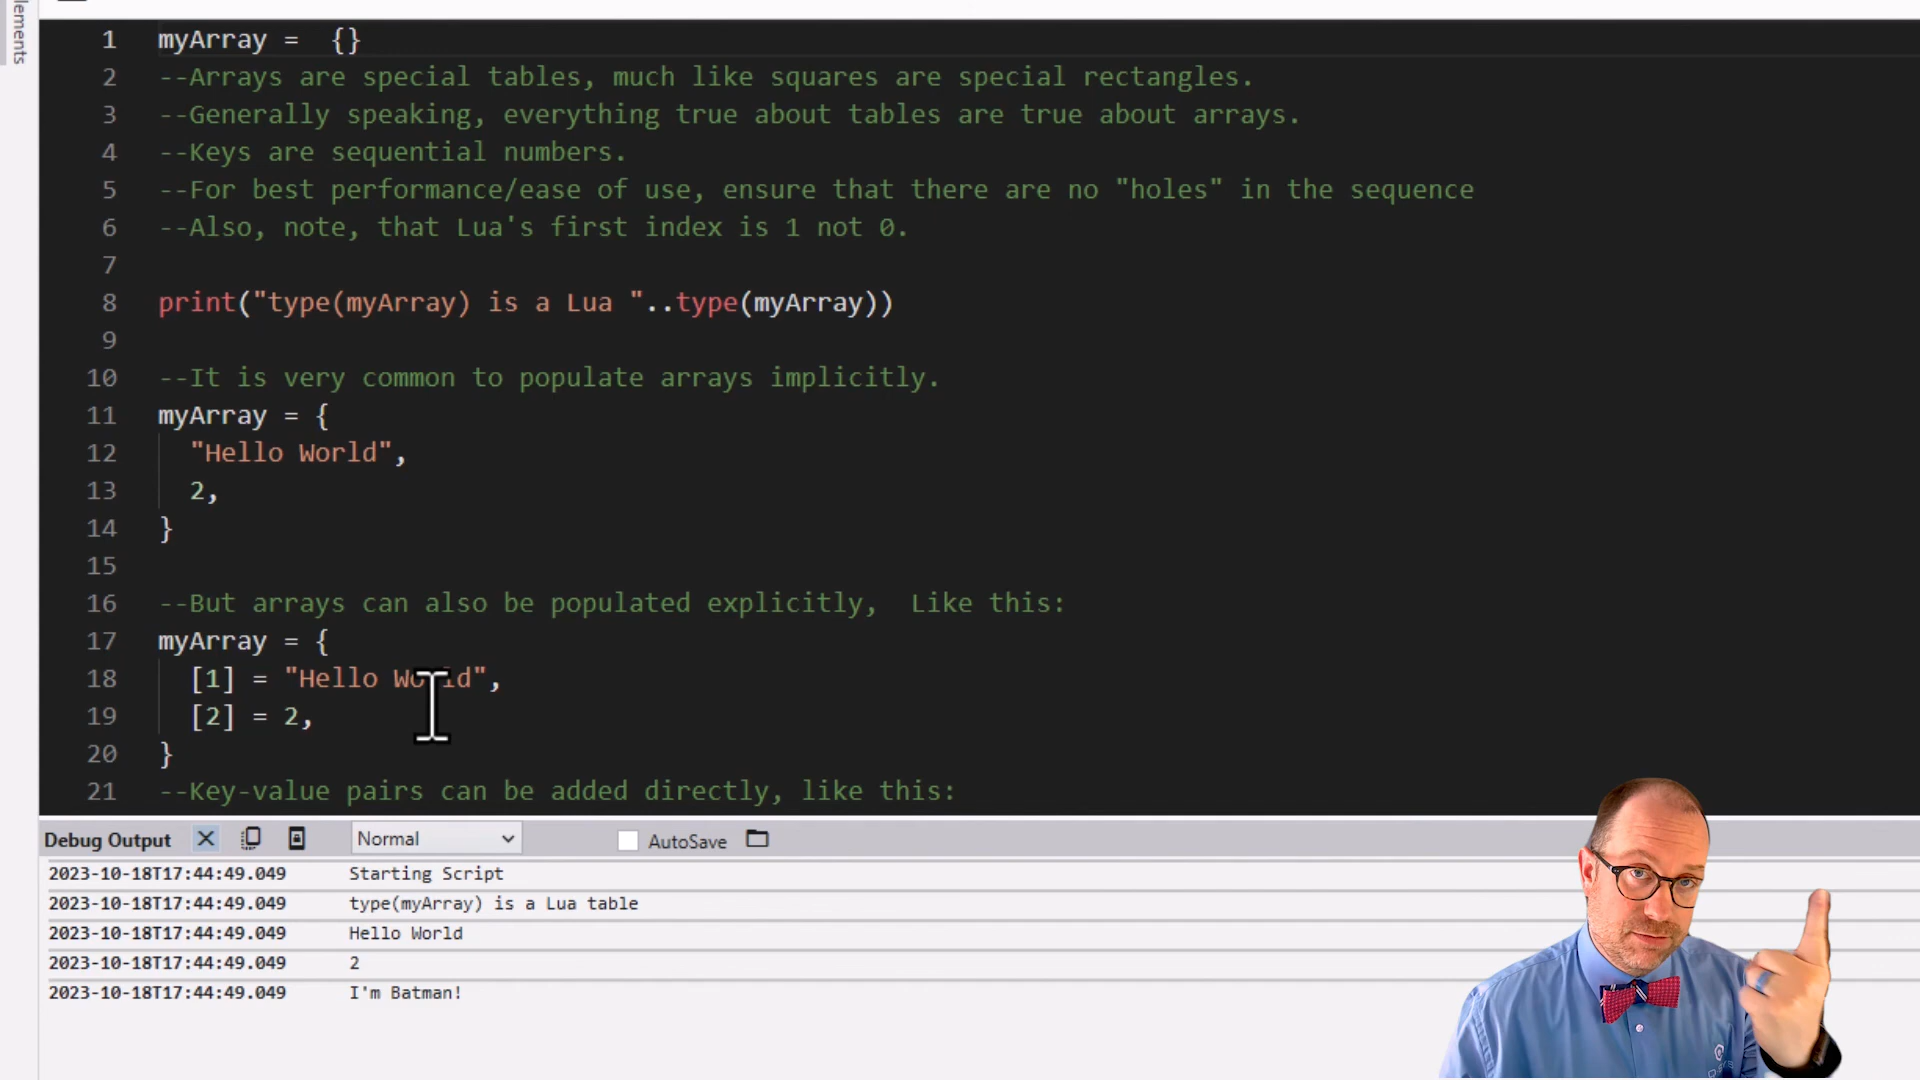 lements
1 myArray =  {}
2 --Arrays are special tables, much like squares are special rectangles.
3 --Generally speaking, everything true about tables are true about arrays.
4 --Keys are sequential numbers.
5 --For best performance/ease of use, ensure that there are no "holes" in the sequence
6 --Also, note, that Lua's first index is 1 not 0.
7
8 print("type(myArray) is a Lua "..type(myArray))
9
10 --It is very common to populate arrays implicitly.
11 myArray = {
12   "Hello World",
13   2,
14 }
15
16 --But arrays can also be populated explicitly,  Like this:
17 myArray = {
18   [1] = "Hello World",
19   [2] = 2,
20 }
21 --Key-value pairs can be added directly, like this:
Debug Output Normal AutoSave
2023-10-18T17:44:49.049 Starting Script
2023-10-18T17:44:49.049 type(myArray) is a Lua table
2023-10-18T17:44:49.049 Hello World
2023-10-18T17:44:49.049 2
2023-10-18T17:44:49.049 I'm Batman!